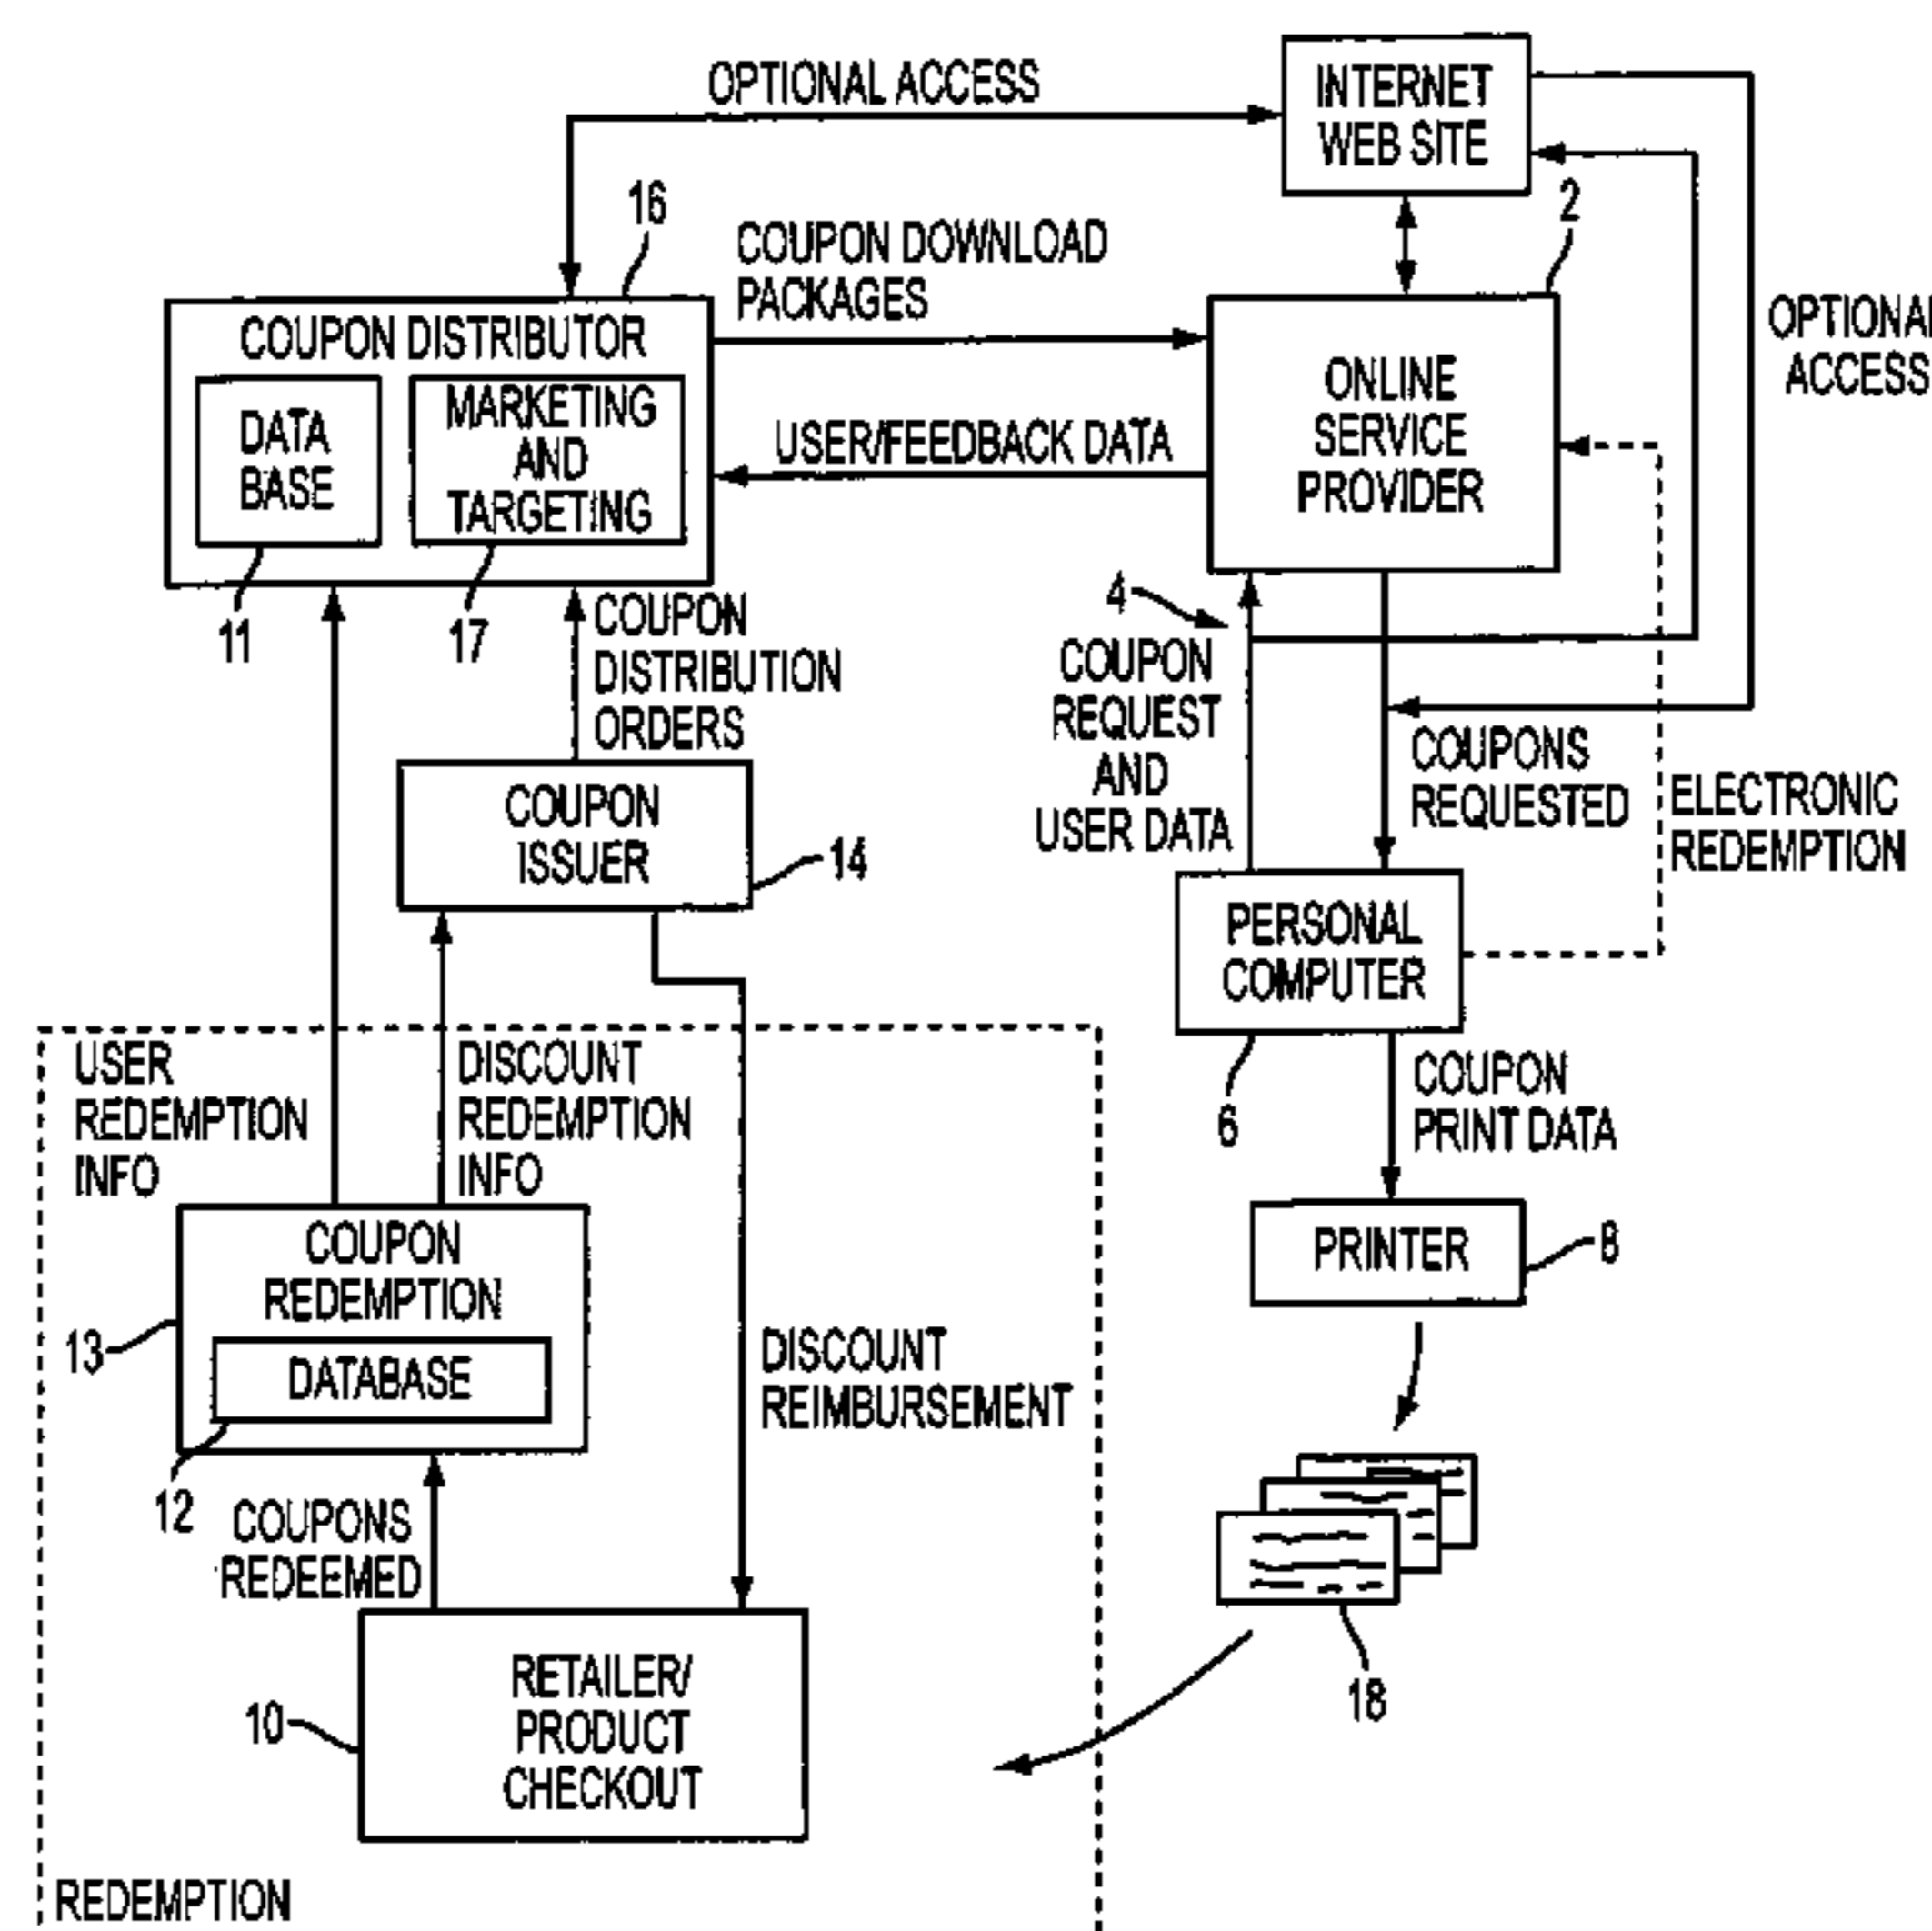 OPTIONAL ACCESS
INTERNET
WEB SITE
16
2
COUPON DOWNLOAD
PACKAGES
OPTIONAL
ACCESS
COUPON DISTRIBUTOR
DATA
BASE
MARKETING
AND
TARGETING
ONLINE
SERVICE
PROVIDER
USER/FEEDBACK DATA
11
17
COUPON
DISTRIBUTION
ORDERS
4
COUPON
REQUEST
AND
USER DATA
COUPONS
REQUESTED
ELECTRONIC
REDEMPTION
COUPON
ISSUER
14
PERSONAL
COMPUTER
6
USER
REDEMPTION
INFO
DISCOUNT
REDEMPTION
INFO
COUPON
PRINT DATA
COUPON
REDEMPTION
DATABASE
13
12
PRINTER
8
DISCOUNT
REIMBURSEMENT
COUPONS
REDEEMED
18
RETAILER/
PRODUCT
CHECKOUT
10
REDEMPTION